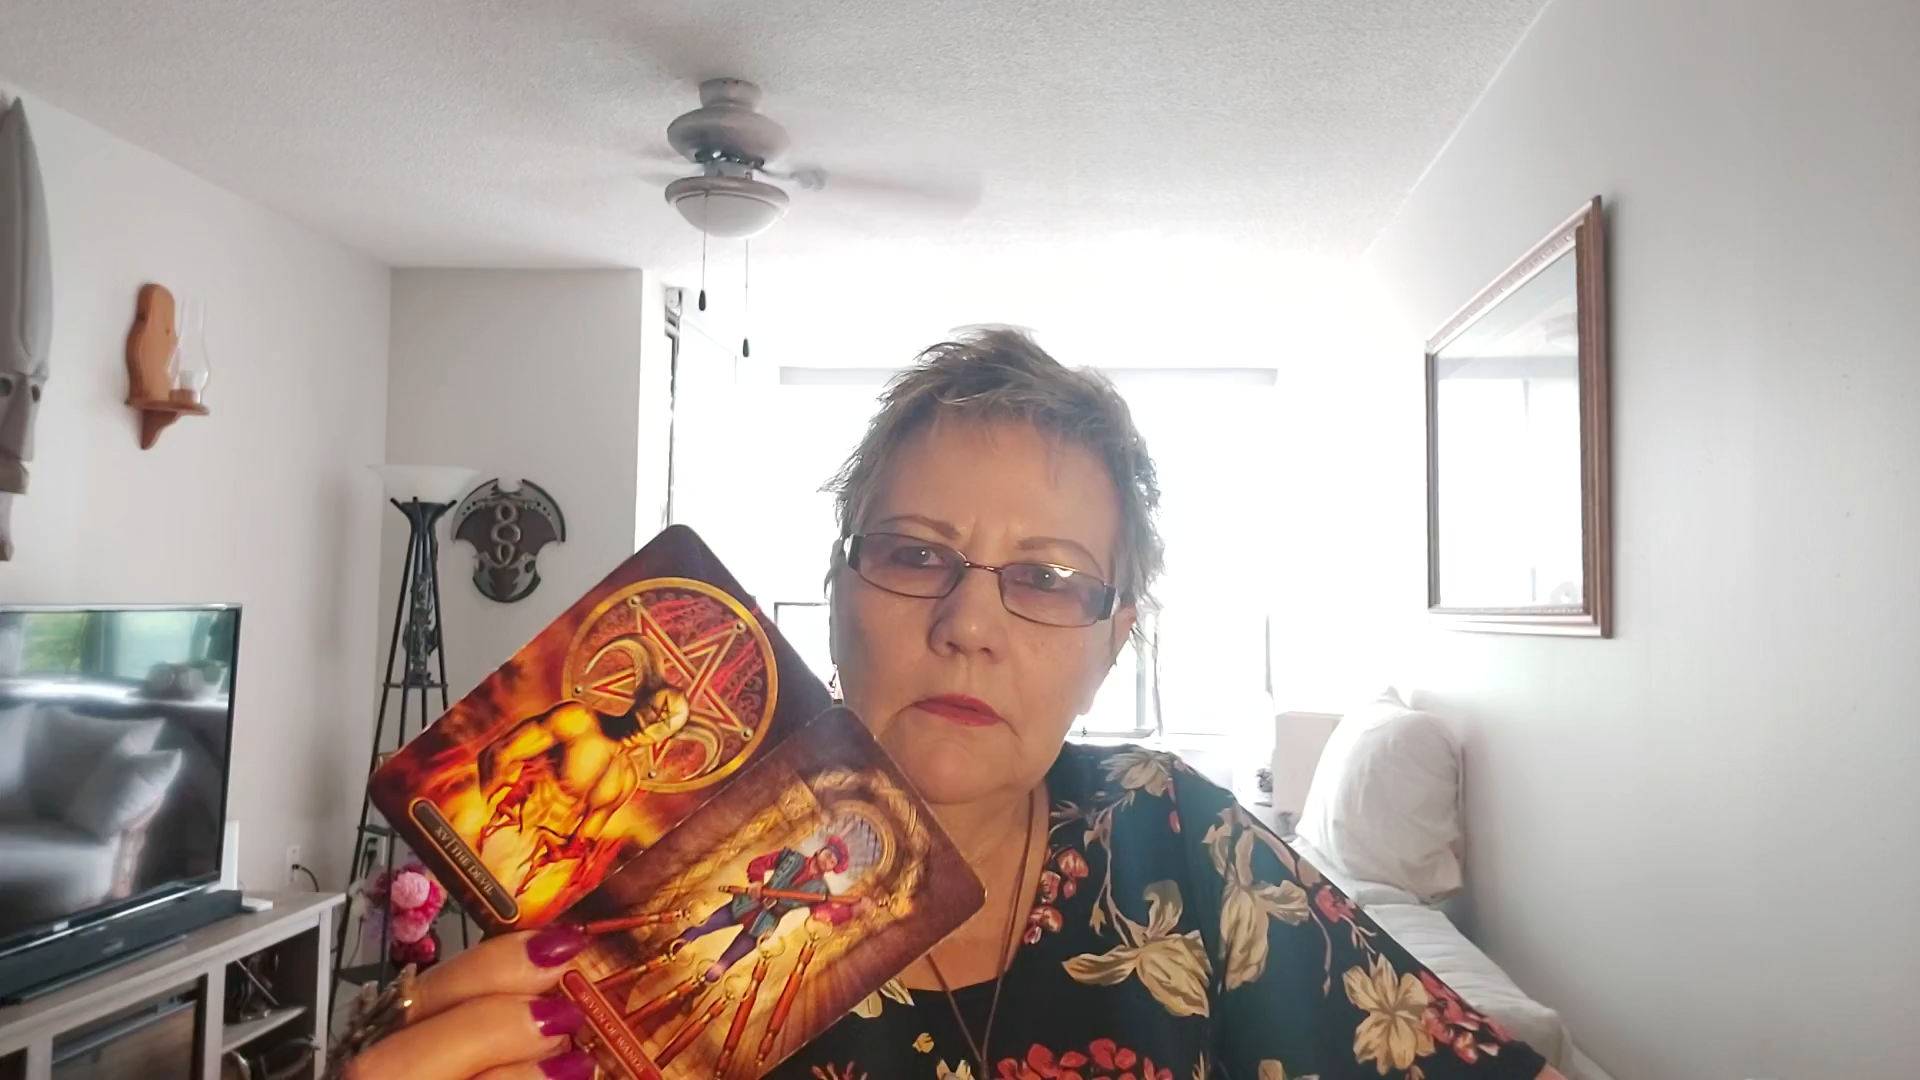 XV | THE DEVIL
SEVEN OF WANDS